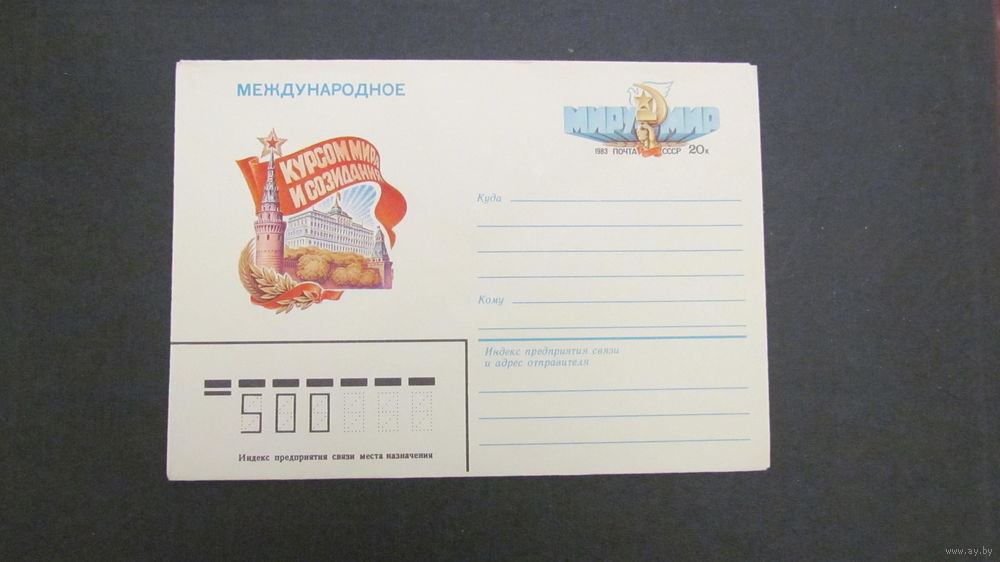 МЕЖДУНАРОДНОЕ
МИРУ МИР
1983 ПОЧТА СССР 20к
КУРСОМ МИРА
И СОЗИДАНИЯ
Куда
Кому
Индекс предприятия связи
и адрес отправителя
500
Индекс предприятия связи места назначения
www.ay.by